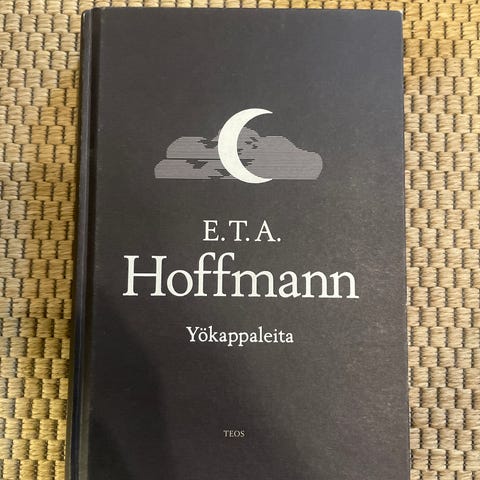 E. T. A.
Hoffmann
Yökappaleita
TEOS